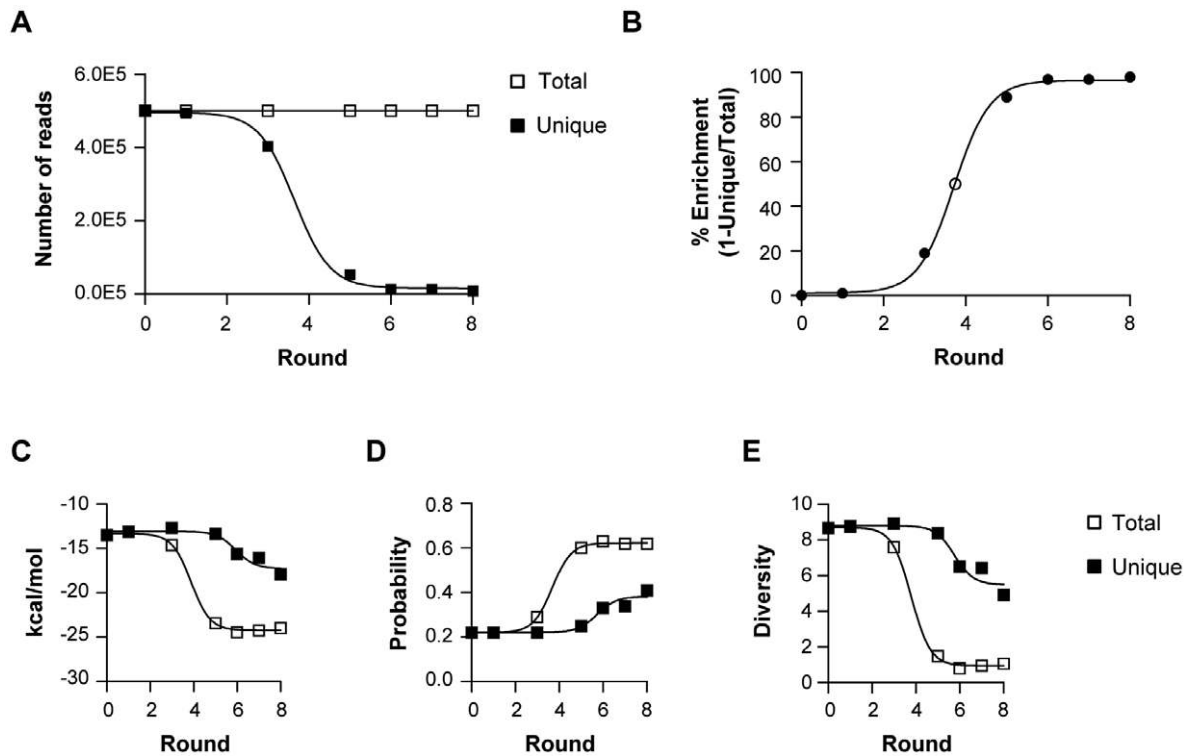 A
Number of reads
6.0E5
4.0E5
2.0E5
0.0E5
0 2 4 6 8
Round
Total
Unique
B
% Enrichment
(1-Unique/Total)
100
80
60
40
20
0
0 2 4 6 8
Round
C
kcal/mol
-10
-15
-20
-25
-30
0 2 4 6 8
Round
D
Probability
0.8
0.6
0.4
0.2
0.0
0 2 4 6 8
Round
E
Diversity
10
8
6
4
2
0
0 2 4 6 8
Round
Total
Unique